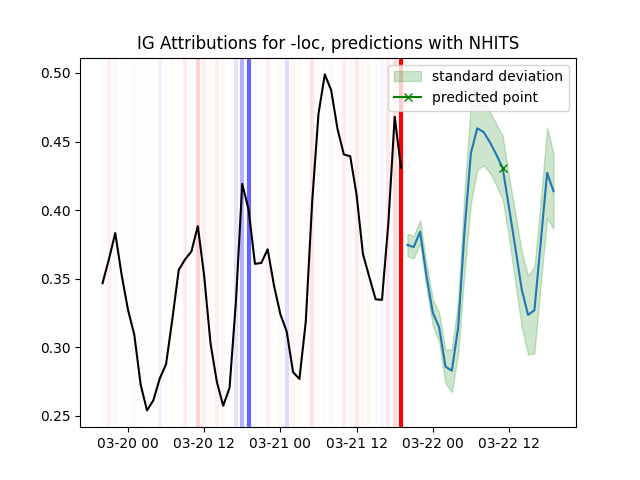 IG Attributions for -loc, predictions with NHITS
standard deviation
predicted point
0.50
0.45
0.40
0.35
0.30
0.25
03-20 00 03-20 12 03-21 00 03-21 12 03-22 00 03-22 12